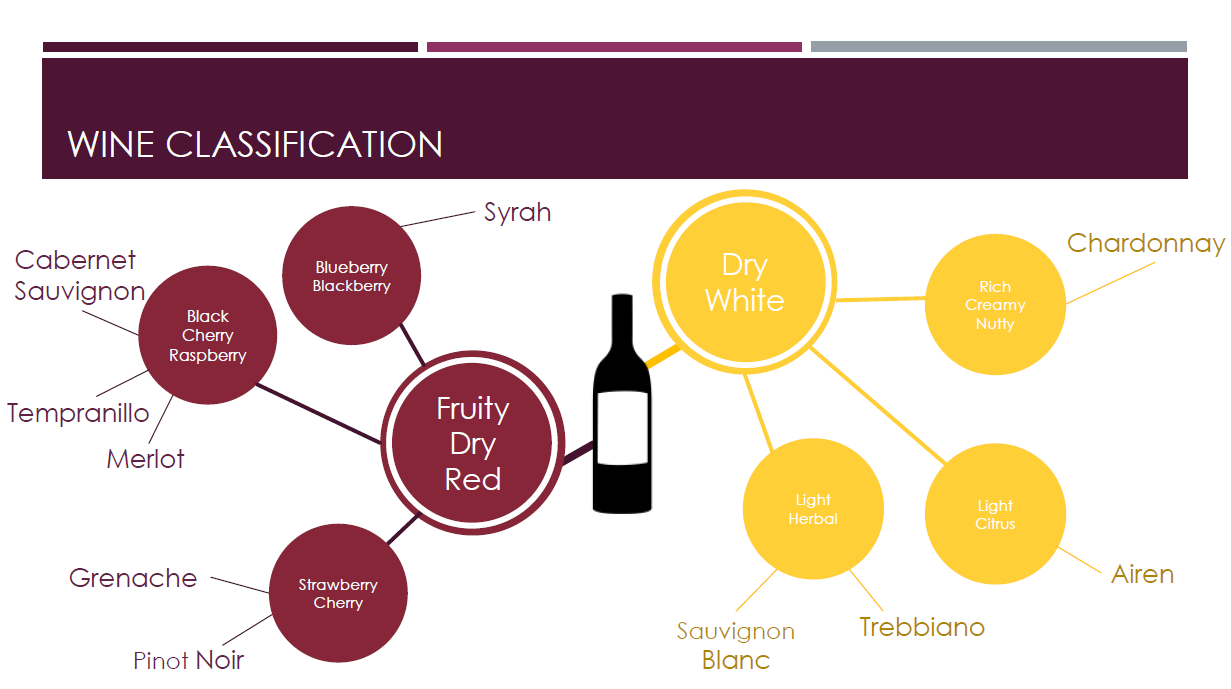 WINE CLASSIFICATION
Syrah
Blueberry
Blackberry
Cabernet
Sauvignon
Black
Cherry
Raspberry
Tempranillo
Merlot
Fruity
Dry
Red
Grenache
Strawberry
Cherry
Pinot Noir
Dry
White
Chardonnay
Rich
Creamy
Nutty
Light
Herbal
Light
Citrus
Airen
Sauvignon
Blanc
Trebbiano